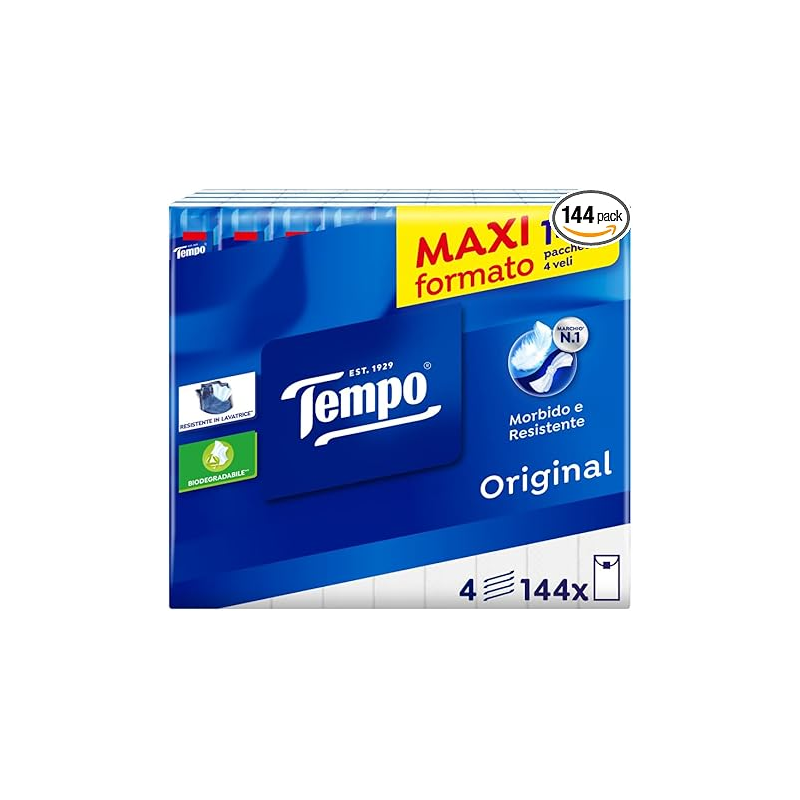 144 pack
MAXI
formato
4 veli
Tempo
EST. 1929
Tempo®
MARCHIO*
N.1
Morbido e
Resistente
RESISTENTE IN LAVATRICE**
BIODEGRADABILE***
Original
4 144x